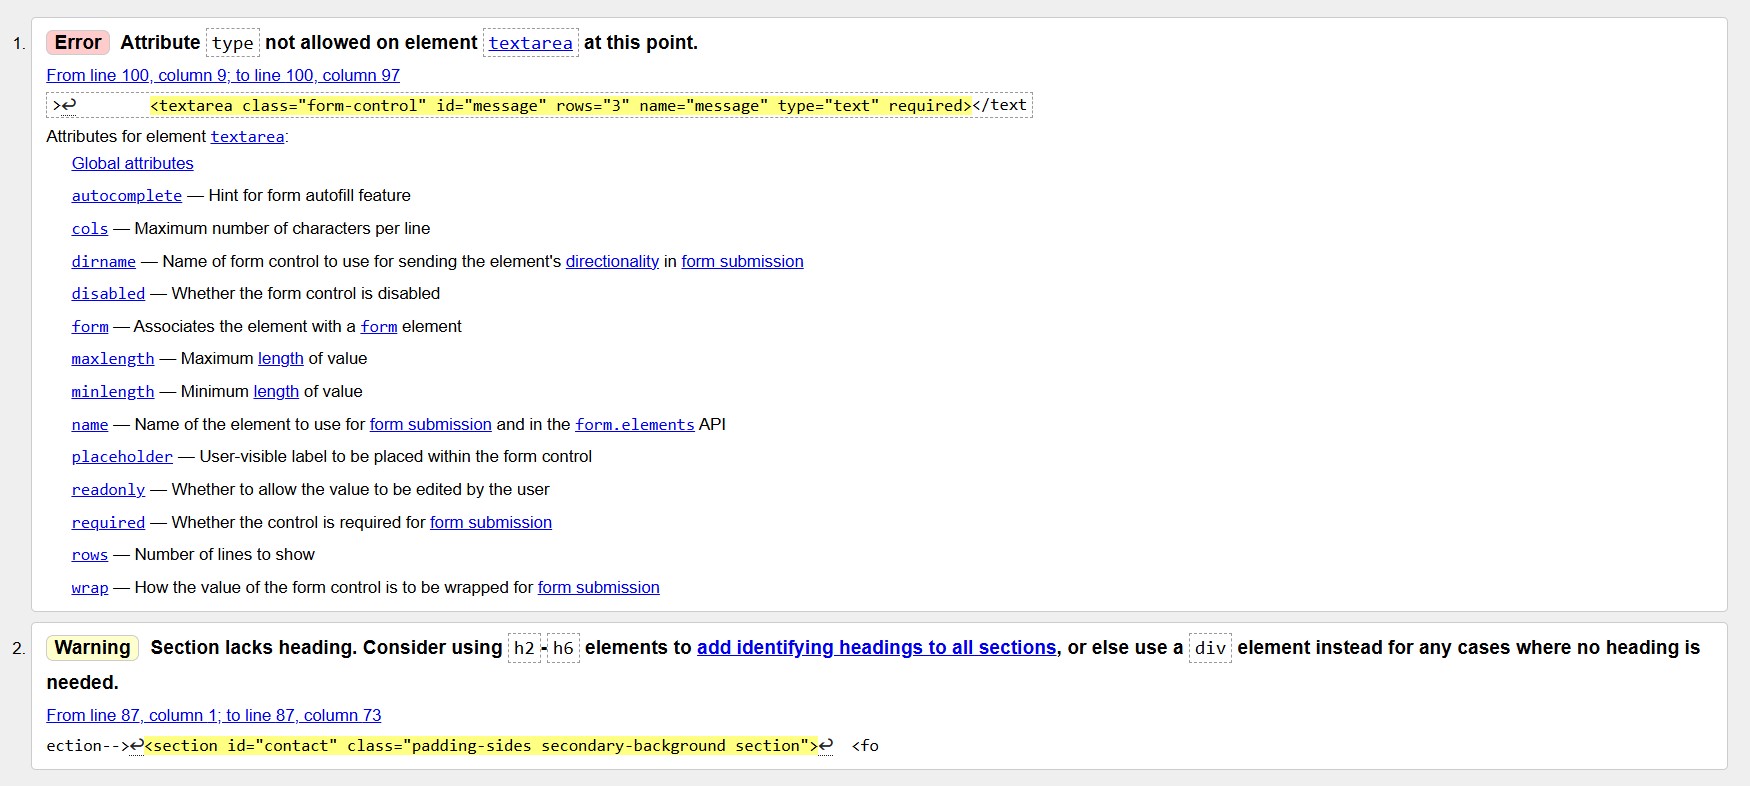 1. Error Attribute type not allowed on element textarea at this point.
From line 100, column 9; to line 100, column 97
>↩ <textarea class="form-control" id="message" rows="3" name="message" type="text" required></text
Attributes for element textarea:
Global attributes
autocomplete — Hint for form autofill feature
cols — Maximum number of characters per line
dirname — Name of form control to use for sending the element's directionality in form submission
disabled — Whether the form control is disabled
form — Associates the element with a form element
maxlength — Maximum length of value
minlength — Minimum length of value
name — Name of the element to use for form submission and in the form.elements API
placeholder — User-visible label to be placed within the form control
readonly — Whether to allow the value to be edited by the user
required — Whether the control is required for form submission
rows — Number of lines to show
wrap — How the value of the form control is to be wrapped for form submission
2. Warning Section lacks heading. Consider using h2-h6 elements to add identifying headings to all sections, or else use a div element instead for any cases where no heading is
needed.
From line 87, column 1; to line 87, column 73
ection-->↩<section id="contact" class="padding-sides secondary-background section">↩ <fo